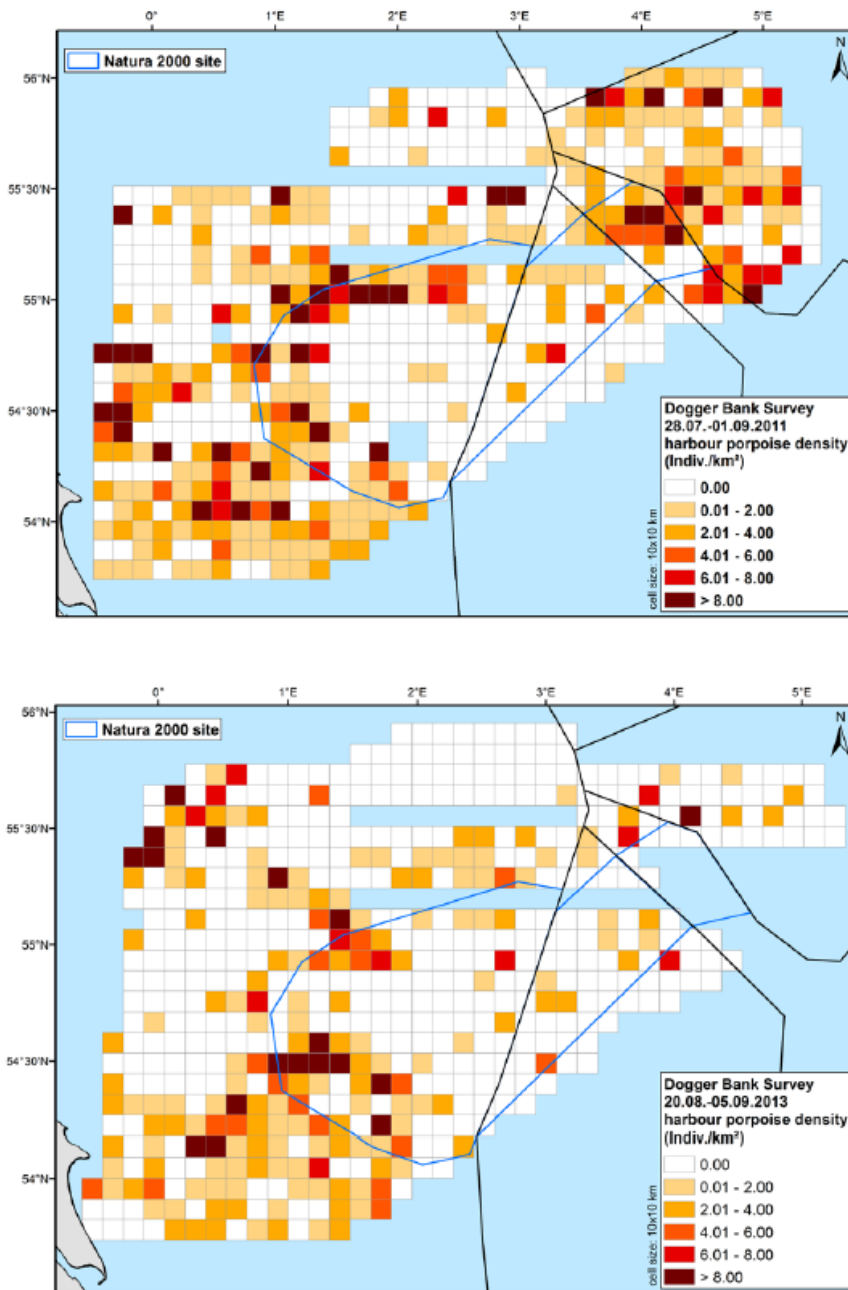 0° 1°E 2°E 3°E 4°E 5°E
Natura 2000 site
N
56°N
55°30'N
55°N
54°30'N
54°N
Dogger Bank Survey
28.07.-01.09.2011
harbour porpoise density
(Indiv./km²)
0.00
0.01 - 2.00
2.01 - 4.00
4.01 - 6.00
6.01 - 8.00
> 8.00
cell size: 10x10 km
0° 1°E 2°E 3°E 4°E 5°E
Natura 2000 site
N
56°N
55°30'N
55°N
54°30'N
54°N
Dogger Bank Survey
20.08.-05.09.2013
harbour porpoise density
(Indiv./km²)
0.00
0.01 - 2.00
2.01 - 4.00
4.01 - 6.00
6.01 - 8.00
> 8.00
cell size: 10x10 km